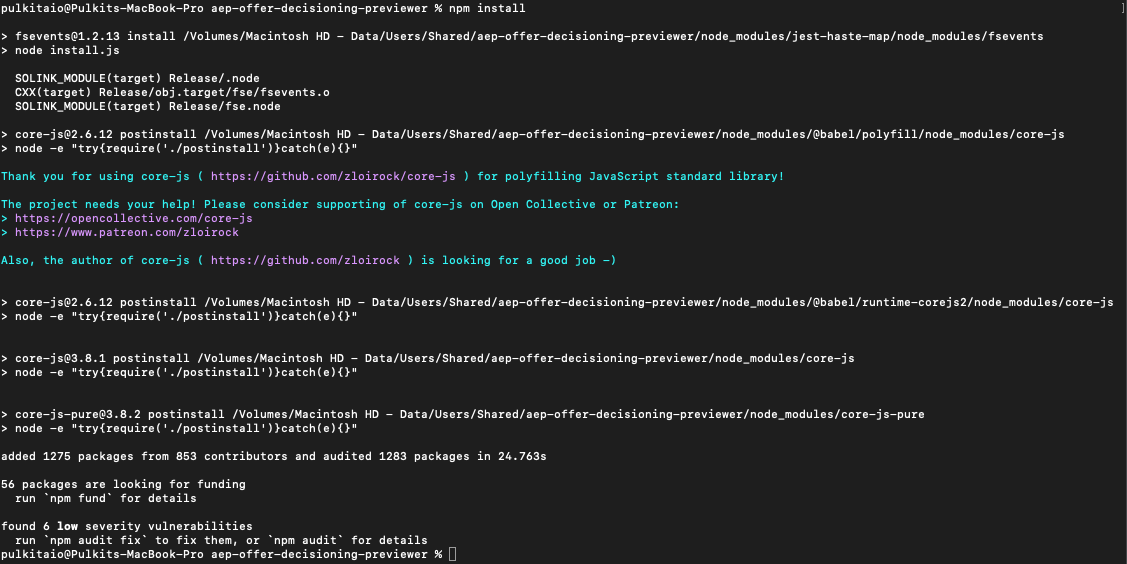 pulkitaio@Pulkits-MacBook-Pro aep-offer-decisioning-previewer % npm install
> fsevents@1.2.13 install /Volumes/Macintosh HD - Data/Users/Shared/aep-offer-decisioning-previewer/node_modules/jest-haste-map/node_modules/fsevents
> node install.js
SOLINK_MODULE(target) Release/.node
CXX(target) Release/obj.target/fse/fsevents.o
SOLINK_MODULE(target) Release/fse.node
> core-js@2.6.12 postinstall /Volumes/Macintosh HD - Data/Users/Shared/aep-offer-decisioning-previewer/node_modules/@babel/polyfill/node_modules/core-js
> node -e "try{require('./postinstall')}catch(e){}"
Thank you for using core-js ( https://github.com/zloirock/core-js ) for polyfilling JavaScript standard library!
The project needs your help! Please consider supporting of core-js on Open Collective or Patreon:
> https://opencollective.com/core-js
> https://www.patreon.com/zloirock
Also, the author of core-js ( https://github.com/zloirock ) is looking for a good job -)
> core-js@2.6.12 postinstall /Volumes/Macintosh HD - Data/Users/Shared/aep-offer-decisioning-previewer/node_modules/@babel/runtime-corejs2/node_modules/core-js
> node -e "try{require('./postinstall')}catch(e){}"
> core-js@3.8.1 postinstall /Volumes/Macintosh HD - Data/Users/Shared/aep-offer-decisioning-previewer/node_modules/core-js
> node -e "try{require('./postinstall')}catch(e){}"
> core-js-pure@3.8.2 postinstall /Volumes/Macintosh HD - Data/Users/Shared/aep-offer-decisioning-previewer/node_modules/core-js-pure
> node -e "try{require('./postinstall')}catch(e){}"
added 1275 packages from 853 contributors and audited 1283 packages in 24.763s
56 packages are looking for funding
run `npm fund` for details
found 6 low severity vulnerabilities
run `npm audit fix` to fix them, or `npm audit` for details
pulkitaio@Pulkits-MacBook-Pro aep-offer-decisioning-previewer %